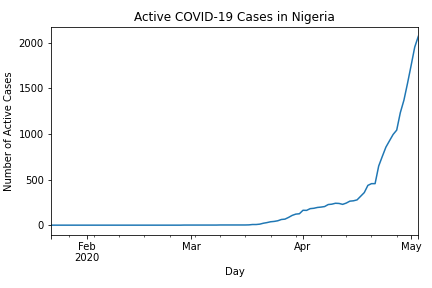 Active COVID-19 Cases in Nigeria
2000
1500
1000
500
0
Number of Active Cases
Feb
2020
Mar
Apr
May
Day